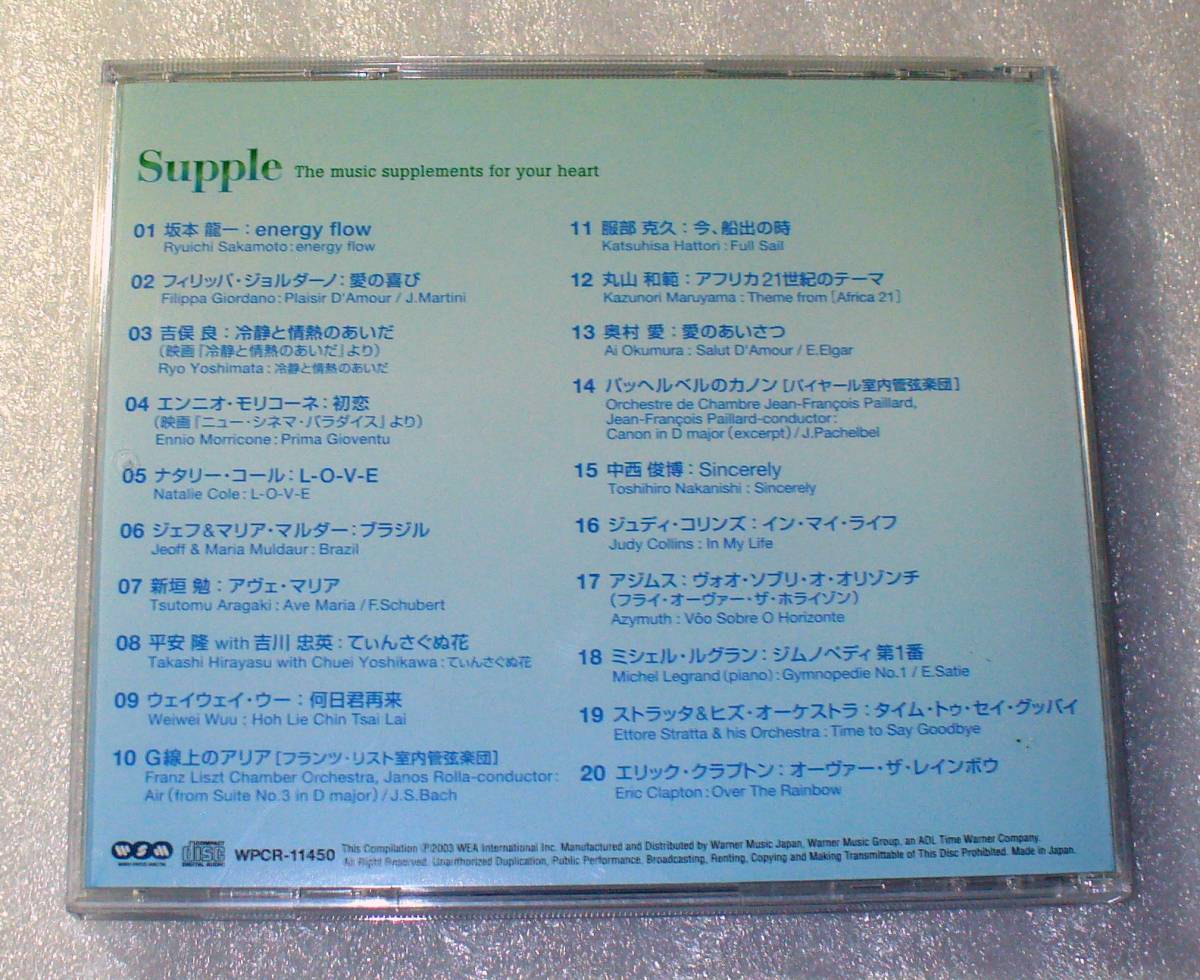 Supple The music supplements for your heart
01 坂本 龍一：energy flow
Ryuichi Sakamoto : energy flow
02 フィリッパ・ジョルダーノ：愛の喜び
Filippa Giordano : Plaisir D'Amour / J.Martini
03 吉俣 良：冷静と情熱のあいだ
（映画『冷静と情熱のあいだ』より）
Ryo Yoshimata : 冷静と情熱のあいだ
04 エンニオ・モリコーネ：初恋
（映画『ニュー・シネマ・パラダイス』より）
Ennio Morricone : Prima Gioventu
05 ナタリー・コール：L-O-V-E
Natalie Cole : L-O-V-E
06 ジェフ＆マリア・マルダー：ブラジル
Jeoff & Maria Muldaur : Brazil
07 新垣 勉：アヴェ・マリア
Tsutomu Aragaki : Ave Maria / F.Schubert
08 平安 隆 with 吉川 忠英：てぃんさぐぬ花
Takashi Hirayasu with Chuei Yoshikawa : てぃんさぐぬ花
09 ウェイウェイ・ウー：何日君再来
Weiwei Wuu : Hoh Lie Chin Tsai Lai
10 G線上のアリア［フランツ・リスト室内管弦楽団］
Franz Liszt Chamber Orchestra, Janos Rolla-conductor :
Air (from Suite No.3 in D major) / J.S.Bach
11 服部 克久：今、船出の時
Katsuhisa Hattori : Full Sail
12 丸山 和範：アフリカ21世紀のテーマ
Kazunori Maruyama : Theme from [Africa 21]
13 奥村 愛：愛のあいさつ
Ai Okumura : Salut D'Amour / E.Elgar
14 パッヘルベルのカノン［パイヤール室内管弦楽団］
Orchestre de Chambre Jean-François Paillard,
Jean-François Paillard-conductor :
Canon in D major (excerpt) / J.Pachelbel
15 中西 俊博：Sincerely
Toshihiro Nakanishi : Sincerely
16 ジュディ・コリンズ：イン・マイ・ライフ
Judy Collins : In My Life
17 アジムス：ヴォオ・ソブリ・オ・オリゾンチ
（フライ・オーヴァー・ザ・ホライゾン）
Azymuth : Vôo Sobre O Horizonte
18 ミシェル・ルグラン：ジムノペディ 第1番
Michel Legrand (piano) : Gymnopedie No.1 / E.Satie
19 ストラッタ＆ヒズ・オーケストラ：タイム・トゥ・セイ・グッバイ
Ettore Stratta & his Orchestra : Time to Say Goodbye
20 エリック・クラプトン：オーヴァー・ザ・レインボウ
Eric Clapton : Over The Rainbow
WSM COMPACT disc DIGITAL AUDIO WPCR-11450 This Compilation ℗2003 WEA International Inc. Manufactured and Distributed by Warner Music Japan, Warner Music Group, an AOL Time Warner Company.
All Right Reserved. Unauthorized Duplication, Public Performance, Broadcasting, Renting, Copying and Making Transmittable of This Disc Prohibited. Made in Japan.